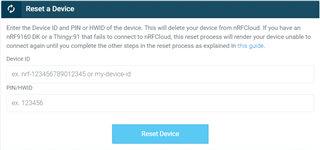 Reset a Device
Enter the Device ID and PIN or HWID of the device. This will delete your device from nRFCloud. If you have an
nRF9160 DK or a Thingy:91 that fails to connect to nRFCloud, this reset process will render your device unable to
connect again until you complete the other steps in the reset process as explained in this guide.
Device ID
ex. nrf-123456789012345 or my-device-id
PIN/HWID
ex. 123456
Reset Device